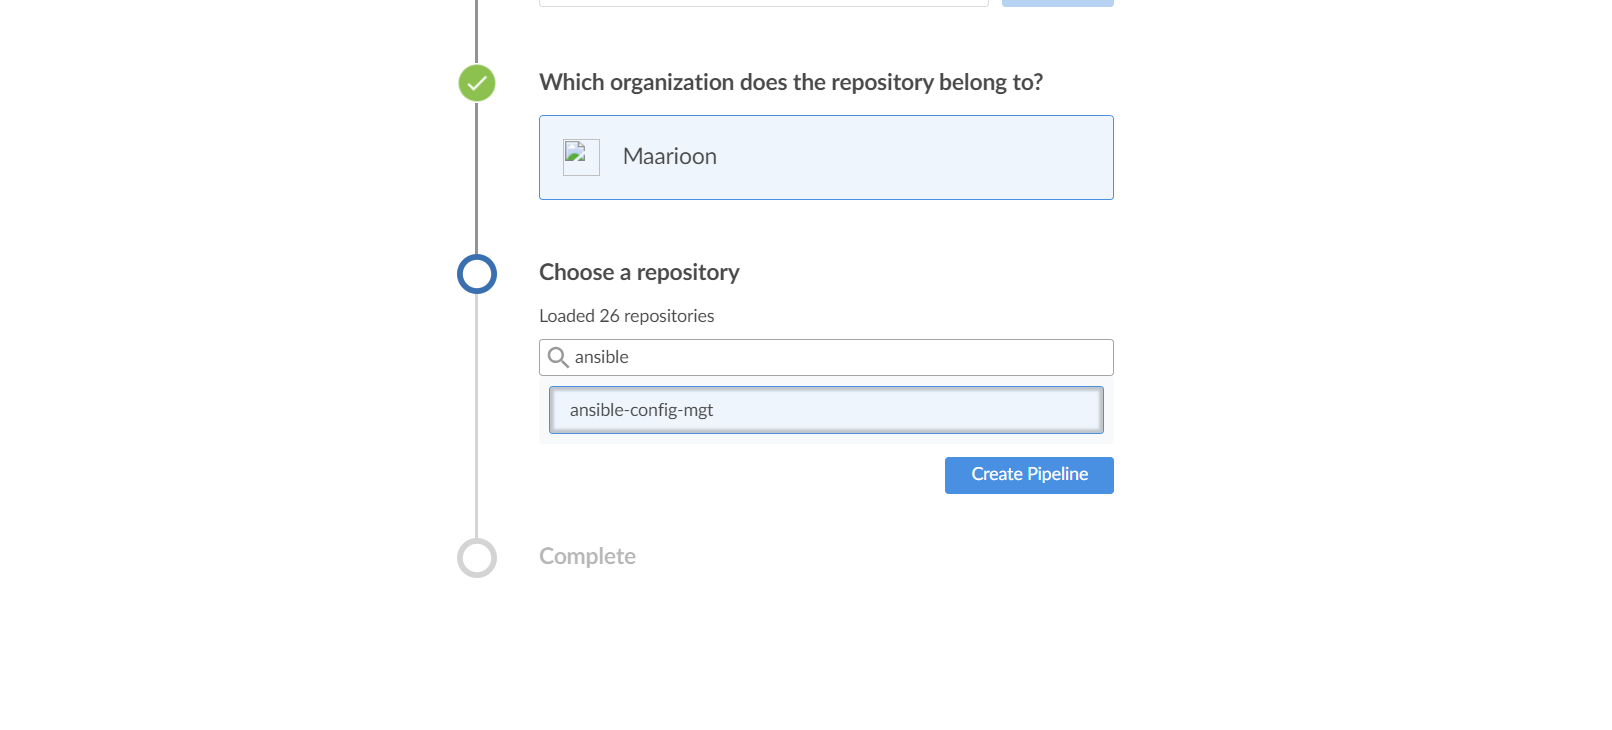 Which organization does the repository belong to?
Maarioon
Choose a repository
Loaded 26 repositories
ansible
ansible-config-mgt
Create Pipeline
Complete